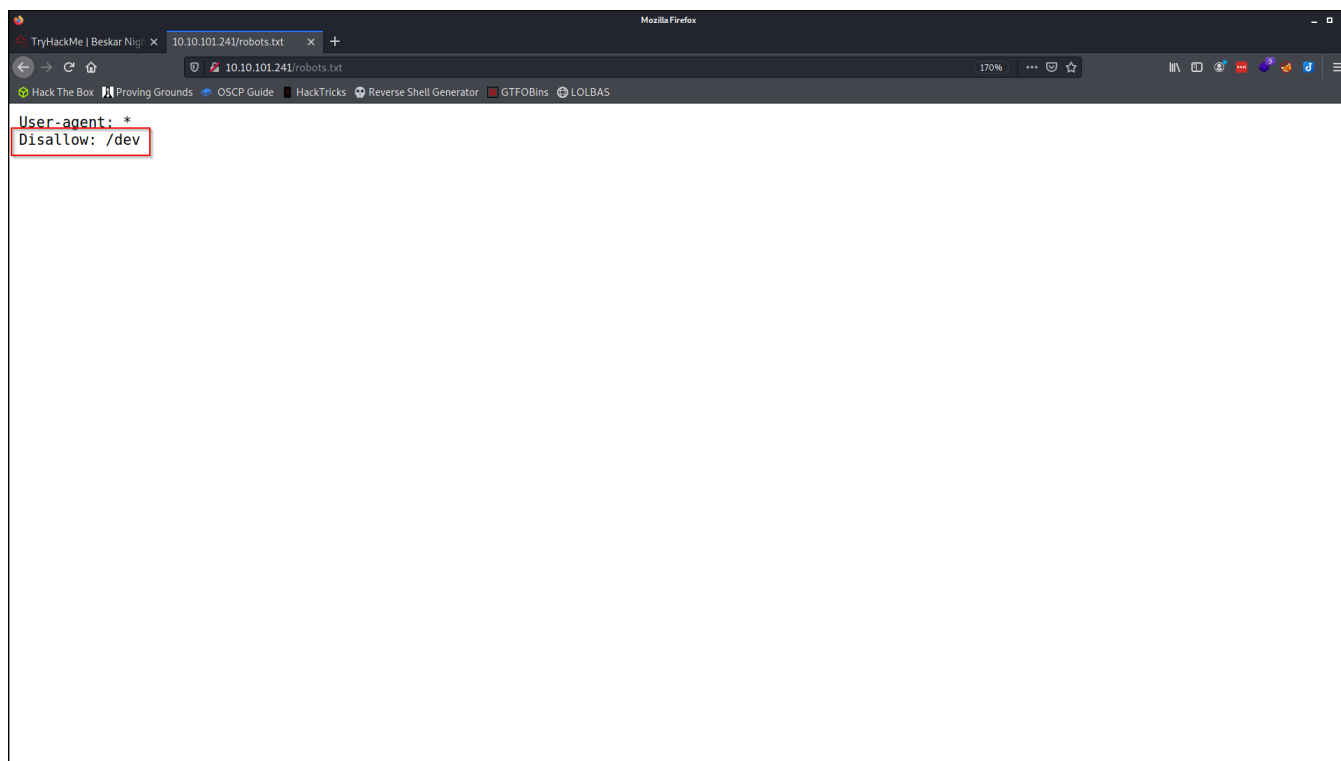 Mozilla Firefox
TryHackMe | Beskar Nigh
10.10.101.241/robots.txt
10.10.101.241/robots.txt
170%
9
Hack The Box
Proving Grounds
OSCP Guide
HackTricks
Reverse Shell Generator
GTFOBins
LOLBAS
User-agent: *
Disallow: /dev